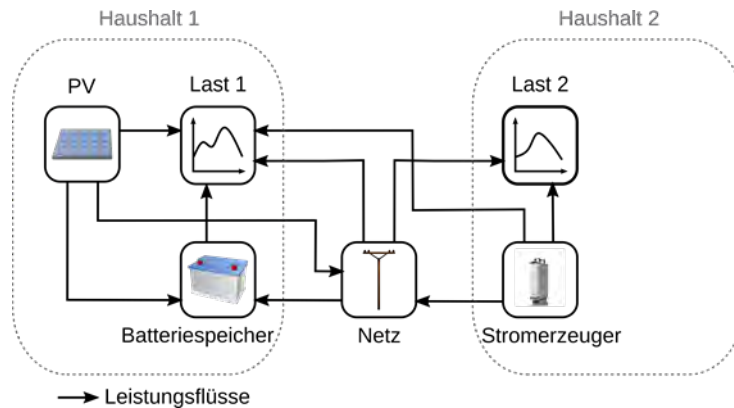 Haushalt 1
Haushalt 2
PV
Last 1
Last 2
Batteriespeicher
Netz
Stromerzeuger
Leistungsflüsse